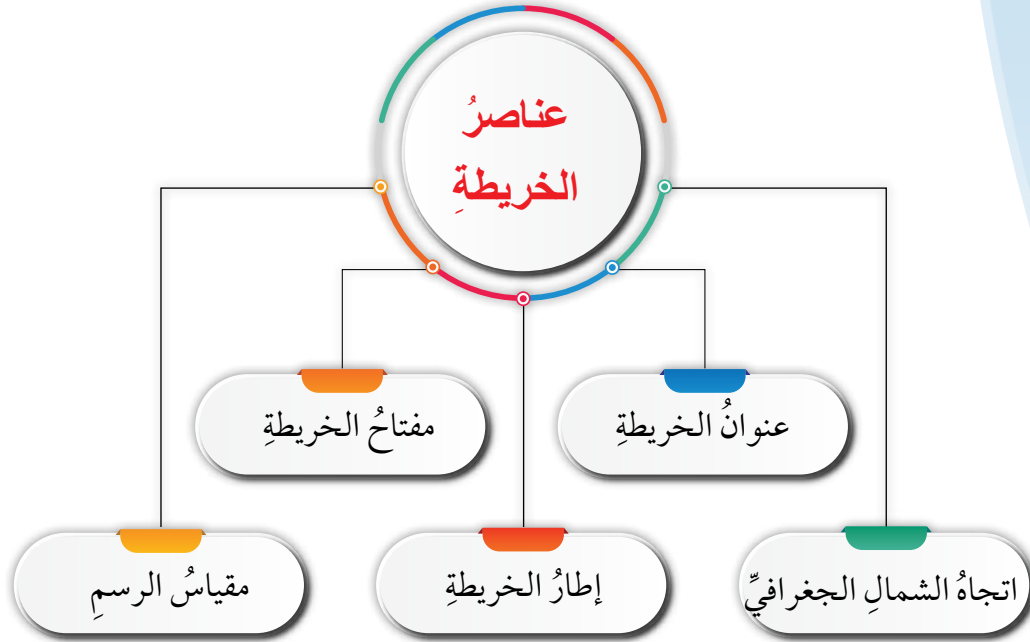 عناصرُ
الخريطةِ
عنوانُ الخريطةِ
مفتاحُ الخريطةِ
اتجاهُ الشمالِ الجغرافيِّ
إطارُ الخريطةِ
مقياسُ الرسمِ